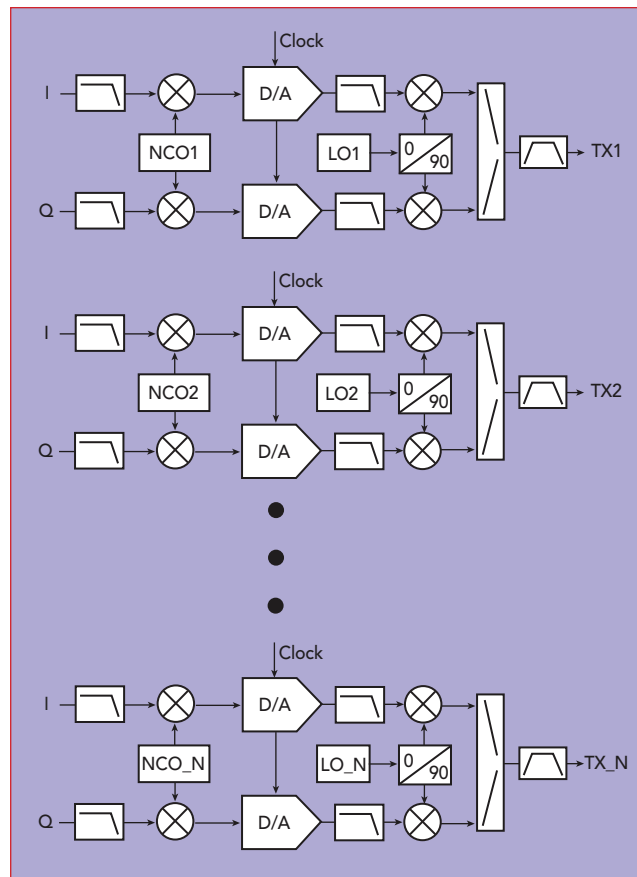 Clock
I
D/A
NCO1
LO1
0
90
TX1
Q
D/A
Clock
I
D/A
NCO2
LO2
0
90
TX2
Q
D/A
Clock
I
D/A
NCO_N
LO_N
0
90
TX_N
Q
D/A